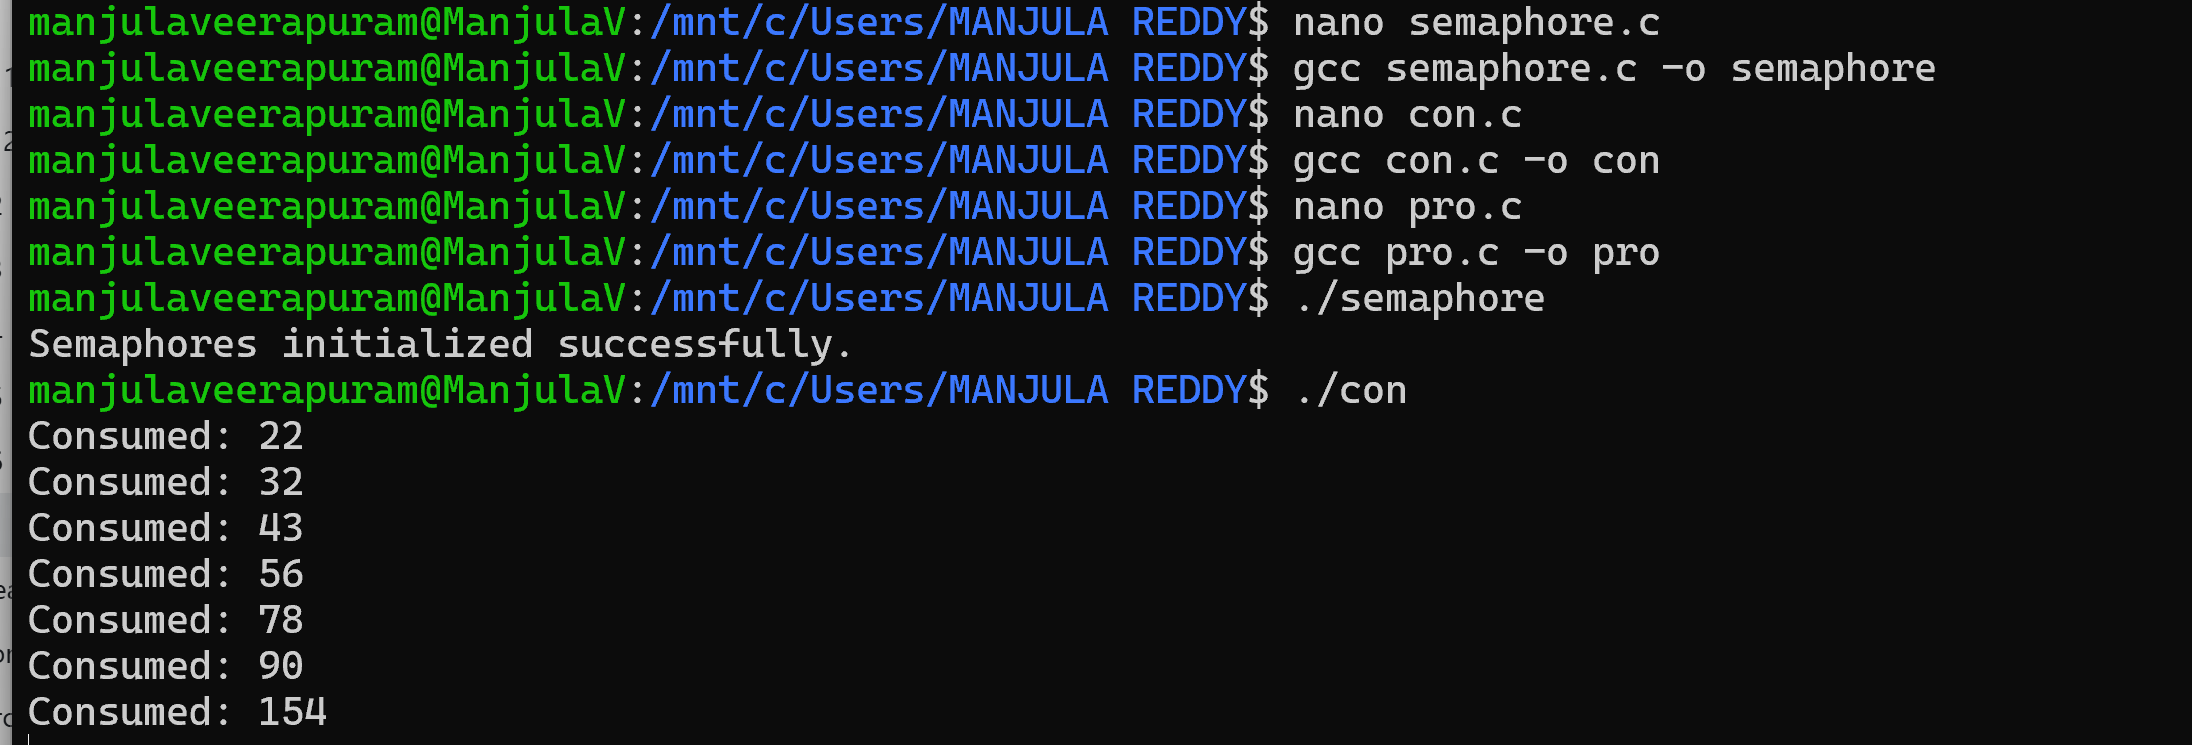 manjulaveerapuram@ManjulaV:/mnt/c/Users/MANJULA REDDY$ nano semaphore.c
manjulaveerapuram@ManjulaV:/mnt/c/Users/MANJULA REDDY$ gcc semaphore.c -o semaphore
manjulaveerapuram@ManjulaV:/mnt/c/Users/MANJULA REDDY$ nano con.c
manjulaveerapuram@ManjulaV:/mnt/c/Users/MANJULA REDDY$ gcc con.c -o con
manjulaveerapuram@ManjulaV:/mnt/c/Users/MANJULA REDDY$ nano pro.c
manjulaveerapuram@ManjulaV:/mnt/c/Users/MANJULA REDDY$ gcc pro.c -o pro
manjulaveerapuram@ManjulaV:/mnt/c/Users/MANJULA REDDY$ ./semaphore
Semaphores initialized successfully.
manjulaveerapuram@ManjulaV:/mnt/c/Users/MANJULA REDDY$ ./con
Consumed: 22
Consumed: 32
Consumed: 43
Consumed: 56
Consumed: 78
Consumed: 90
Consumed: 154